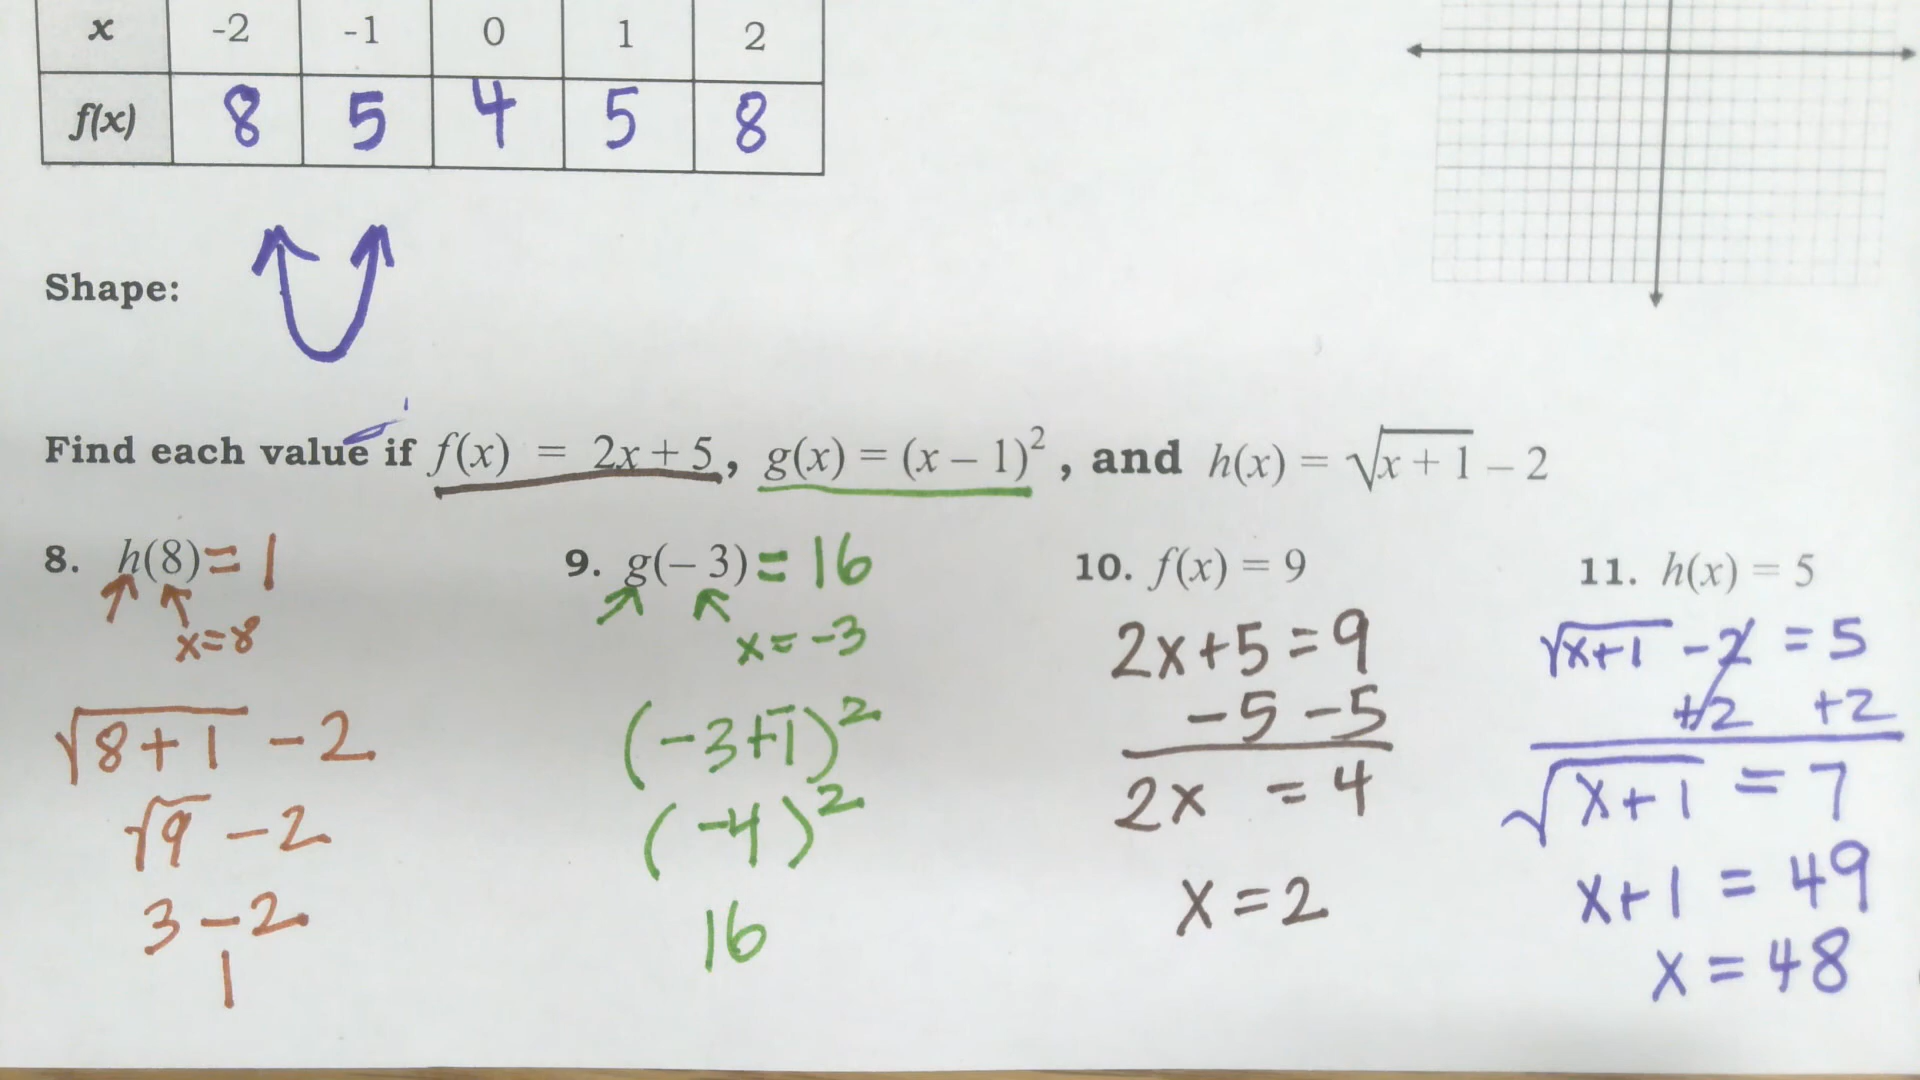 x -2 -1 0 1 2
f(x) 8 5 4 5 8
Shape:
Find each value if f(x) = 2x + 5, g(x) = (x – 1)², and h(x) = √(x + 1) – 2
8. h(8) = 1
x = 8
√(8 + 1) - 2
√9 - 2
3 - 2
1
9. g(– 3) = 16
x = -3
(-3 + -1)²
(-4)²
16
10. f(x) = 9
2x + 5 = 9
-5 -5
2x = 4
x = 2
11. h(x) = 5
√(x+1) - 2 = 5
+2 +2
√(x+1) = 7
x+1 = 49
x = 48